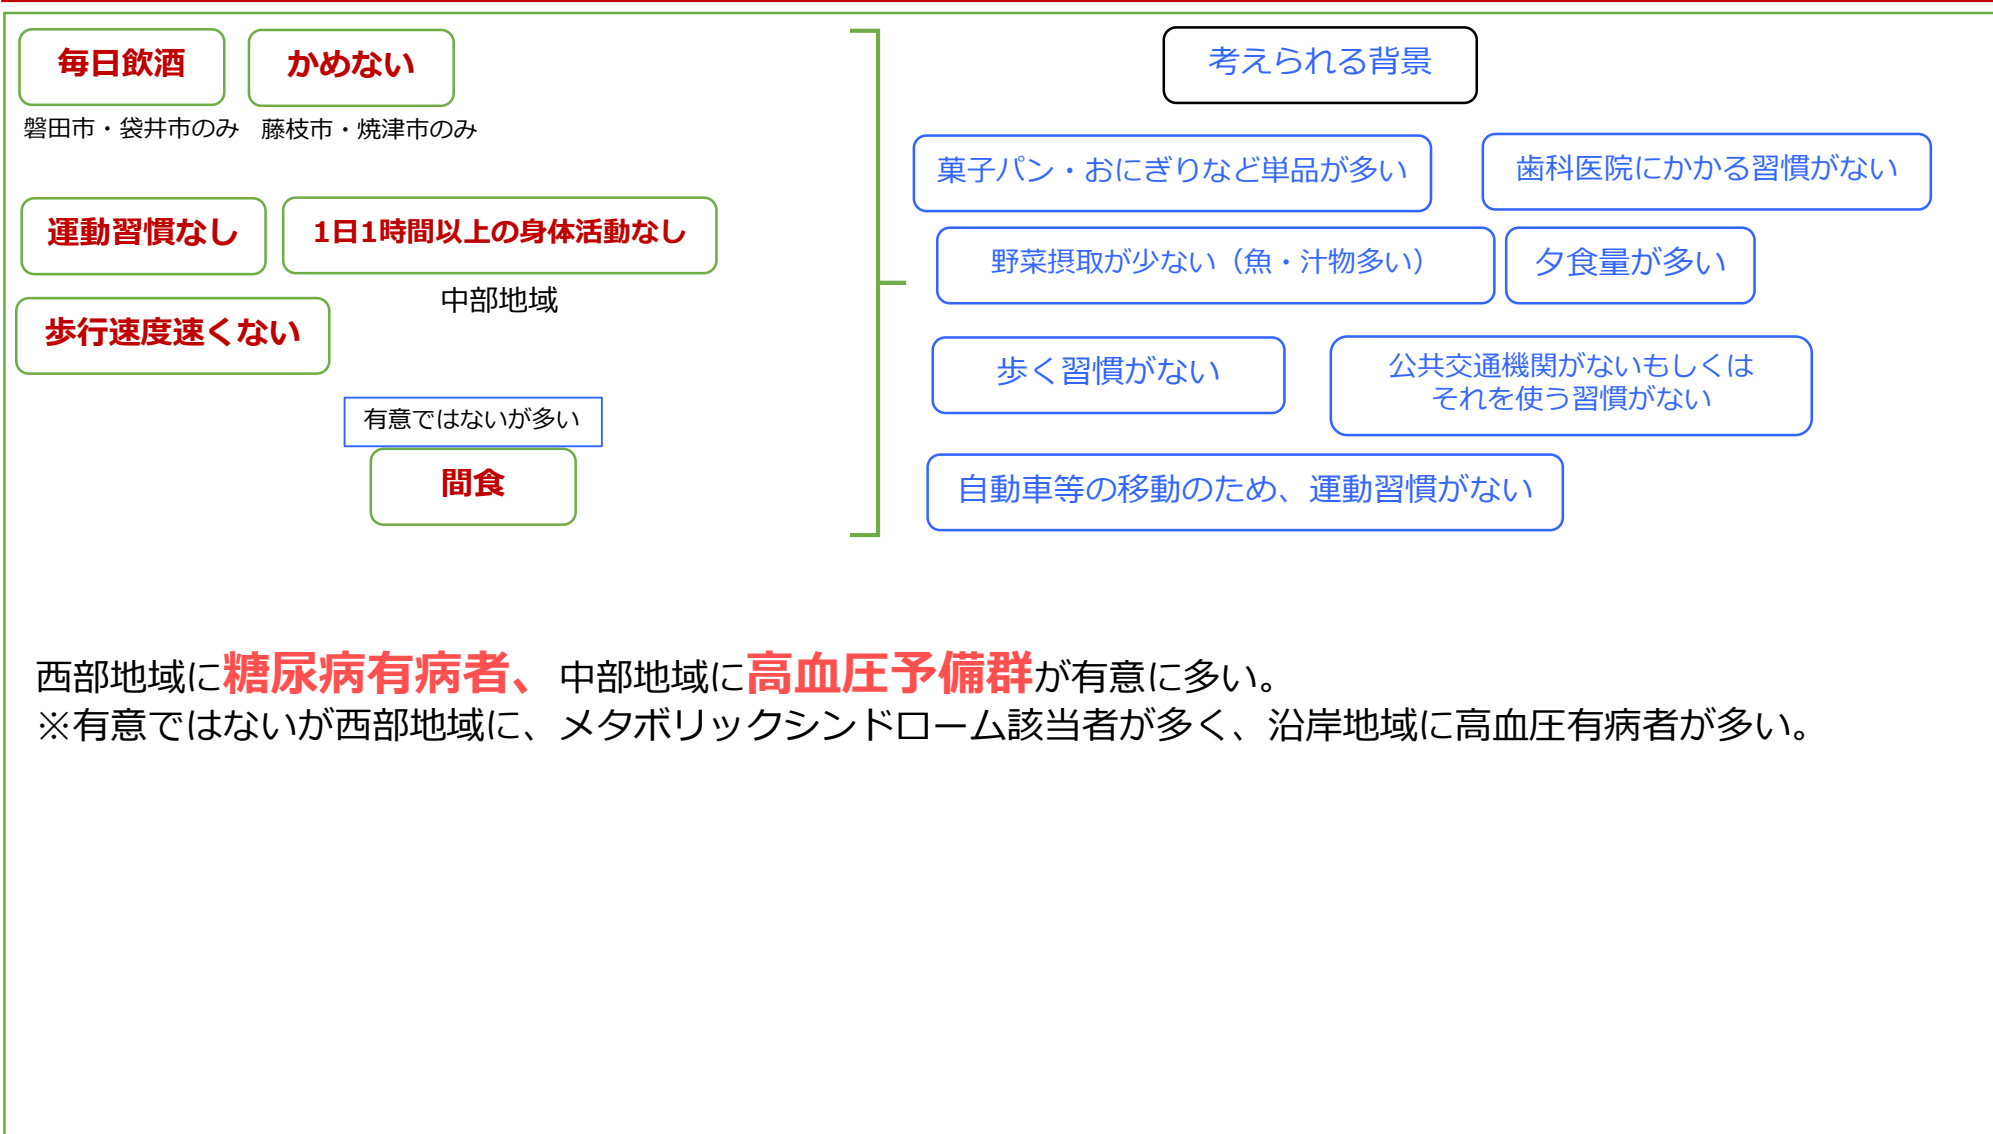 毎日飲酒
かめない
磐田市・袋井市のみ
藤枝市・焼津市のみ
運動習慣なし
1日1時間以上の身体活動なし
中部地域
歩行速度速くない
有意ではないが多い
間食
考えられる背景
菓子パン・おにぎりなど単品が多い
歯科医院にかかる習慣がない
野菜摂取が少ない（魚・汁物多い）
夕食量が多い
歩く習慣がない
公共交通機関がないもしくは
それを使う習慣がない
自動車等の移動のため、運動習慣がない
西部地域に糖尿病有病者、中部地域に高血圧予備群が有意に多い。
※有意ではないが西部地域に、メタボリックシンドローム該当者が多く、沿岸地域に高血圧有病者が多い。